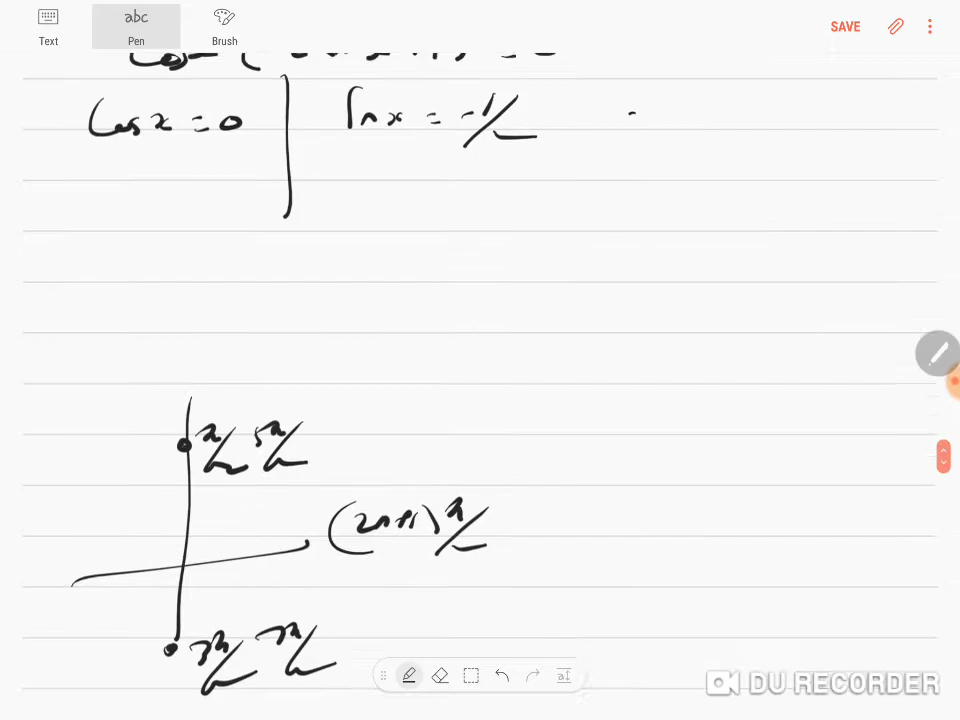 Text
abc
Pen
Brush
SAVE
Cos x = 0
Sin x = -1/2
π/2 5π/2
(2n+1) π/2
3π/2 7π/2
DU RECORDER